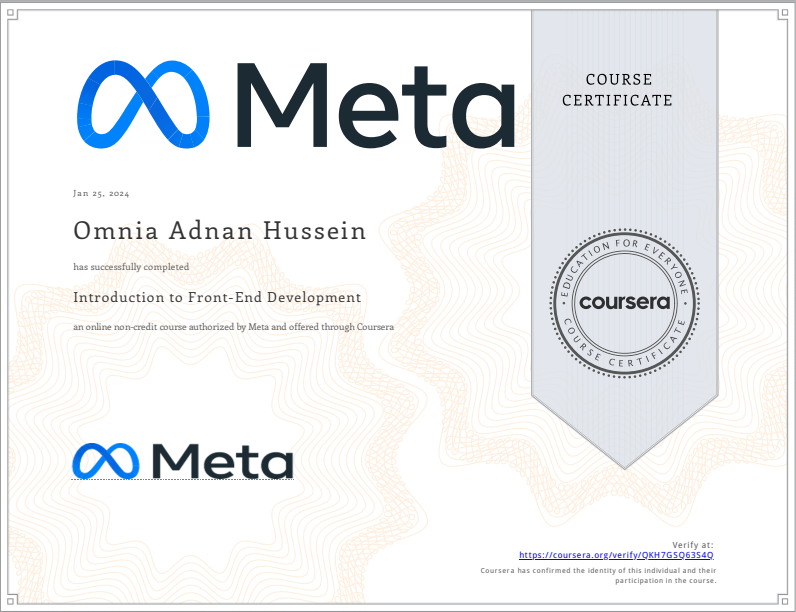 Meta
COURSE
CERTIFICATE
Jan 25, 2024
Omnia Adnan Hussein
has successfully completed
Introduction to Front-End Development
an online non-credit course authorized by Meta and offered through Coursera
EDUCATION FOR EVERYONE
coursera
COURSE CERTIFICATE
Meta
Verify at:
https://coursera.org/verify/QKH7GSQ63S4Q
Coursera has confirmed the identity of this individual and their
participation in the course.